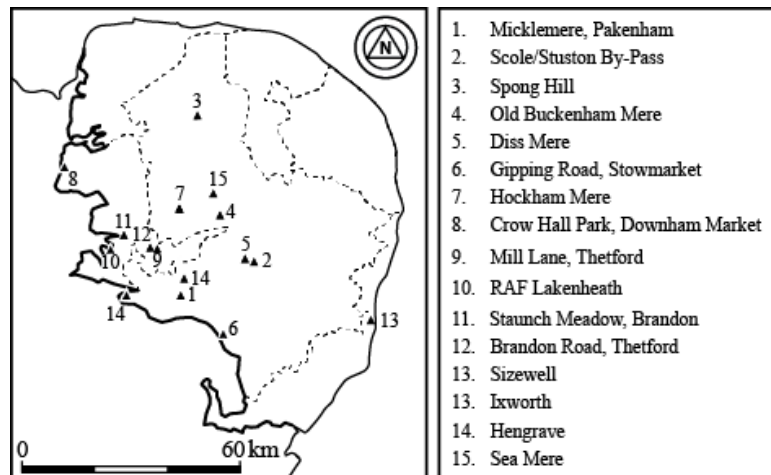 N
3
8
15
7
4
11
12
9
10
5
2
14
14
1
13
6
0
60 km
1. Micklemere, Pakenham
2. Scole/Stuston By-Pass
3. Spong Hill
4. Old Buckenham Mere
5. Diss Mere
6. Gipping Road, Stowmarket
7. Hockham Mere
8. Crow Hall Park, Downham Market
9. Mill Lane, Thetford
10. RAF Lakenheath
11. Staunch Meadow, Brandon
12. Brandon Road, Thetford
13. Sizewell
13. Ixworth
14. Hengrave
15. Sea Mere